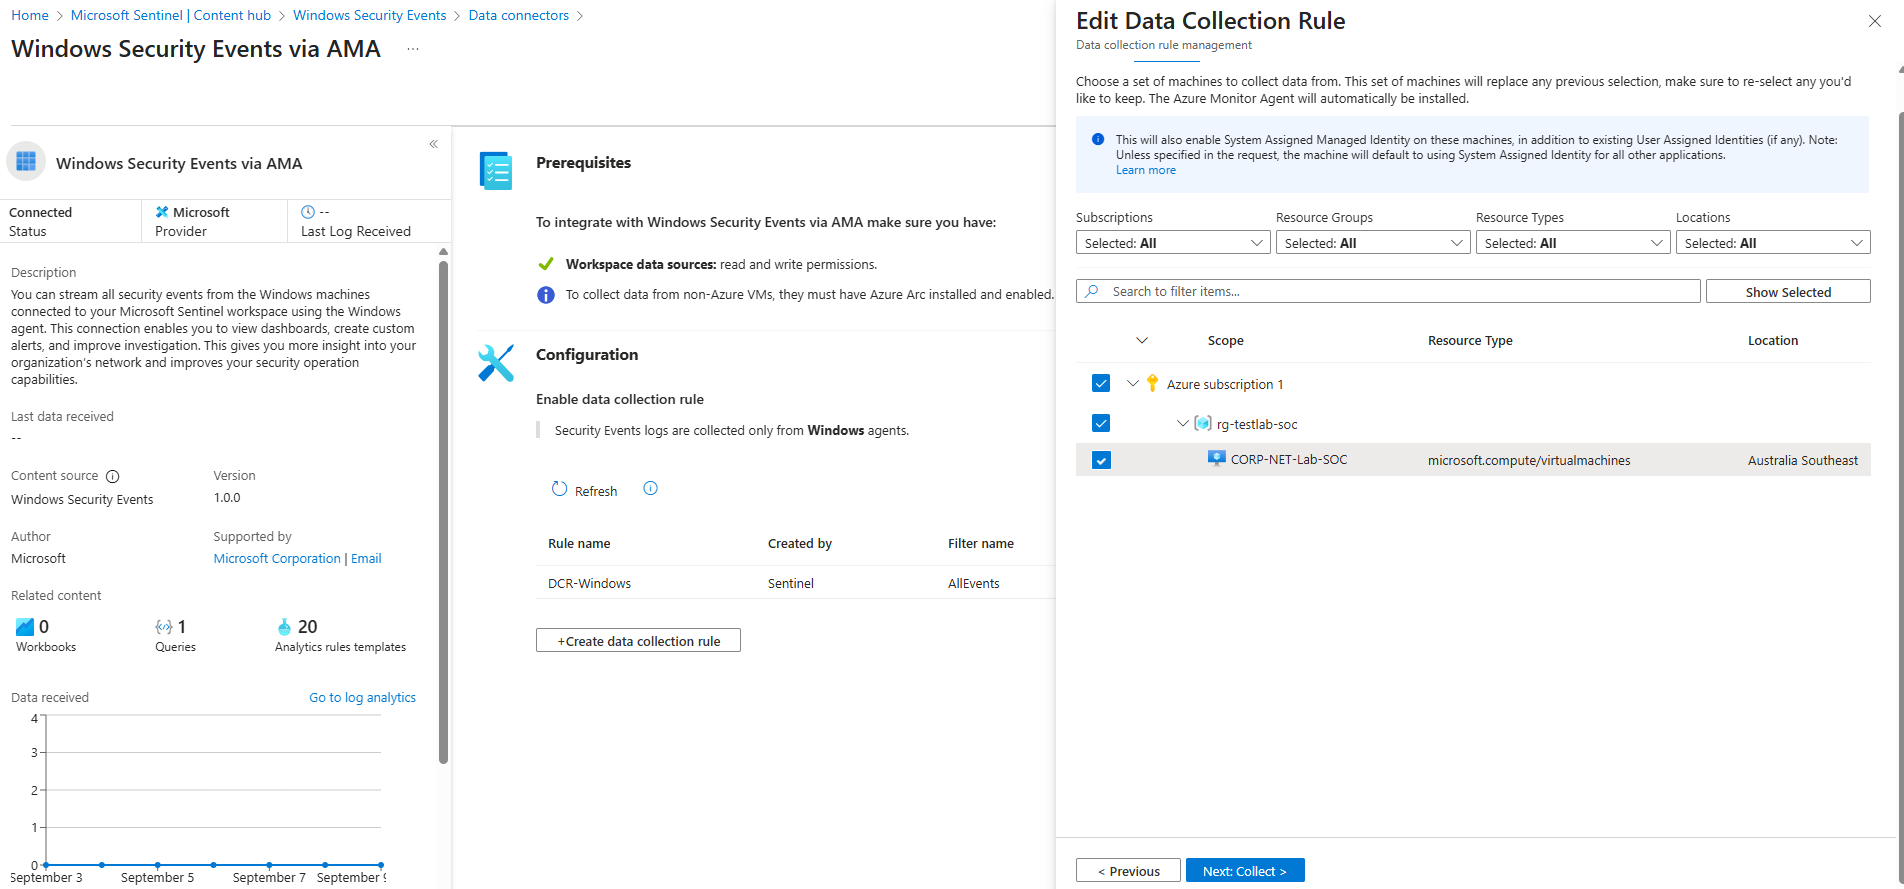 Home > Microsoft Sentinel | Content hub > Windows Security Events > Data connectors >
Windows Security Events via AMA ...
Windows Security Events via AMA
Connected
Status
Microsoft
Provider
--
Last Log Received
Description
You can stream all security events from the Windows machines
connected to your Microsoft Sentinel workspace using the Windows
agent. This connection enables you to view dashboards, create custom
alerts, and improve investigation. This gives you more insight into your
organization's network and improves your security operation
capabilities.
Last data received
--
Content source
Windows Security Events
Version
1.0.0
Author
Microsoft
Supported by
Microsoft Corporation | Email
Related content
0
Workbooks
1
Queries
20
Analytics rules templates
Data received
Go to log analytics
4
3
2
1
0
September 3
September 5
September 7
September 9
Prerequisites
To integrate with Windows Security Events via AMA make sure you have:
Workspace data sources: read and write permissions.
To collect data from non-Azure VMs, they must have Azure Arc installed and enabled.
Configuration
Enable data collection rule
Security Events logs are collected only from Windows agents.
Refresh
Rule name Created by Filter name
DCR-Windows Sentinel AllEvents
+Create data collection rule
Edit Data Collection Rule
Data collection rule management
Choose a set of machines to collect data from. This set of machines will replace any previous selection, make sure to re-select any you'd
like to keep. The Azure Monitor Agent will automatically be installed.
This will also enable System Assigned Managed Identity on these machines, in addition to existing User Assigned Identities (if any). Note:
Unless specified in the request, the machine will default to using System Assigned Identity for all other applications.
Learn more
Subscriptions Resource Groups Resource Types Locations
Selected: All Selected: All Selected: All Selected: All
Search to filter items...
Show Selected
Scope Resource Type Location
Azure subscription 1
rg-testlab-soc
CORP-NET-Lab-SOC microsoft.compute/virtualmachines Australia Southeast
< Previous
Next: Collect >